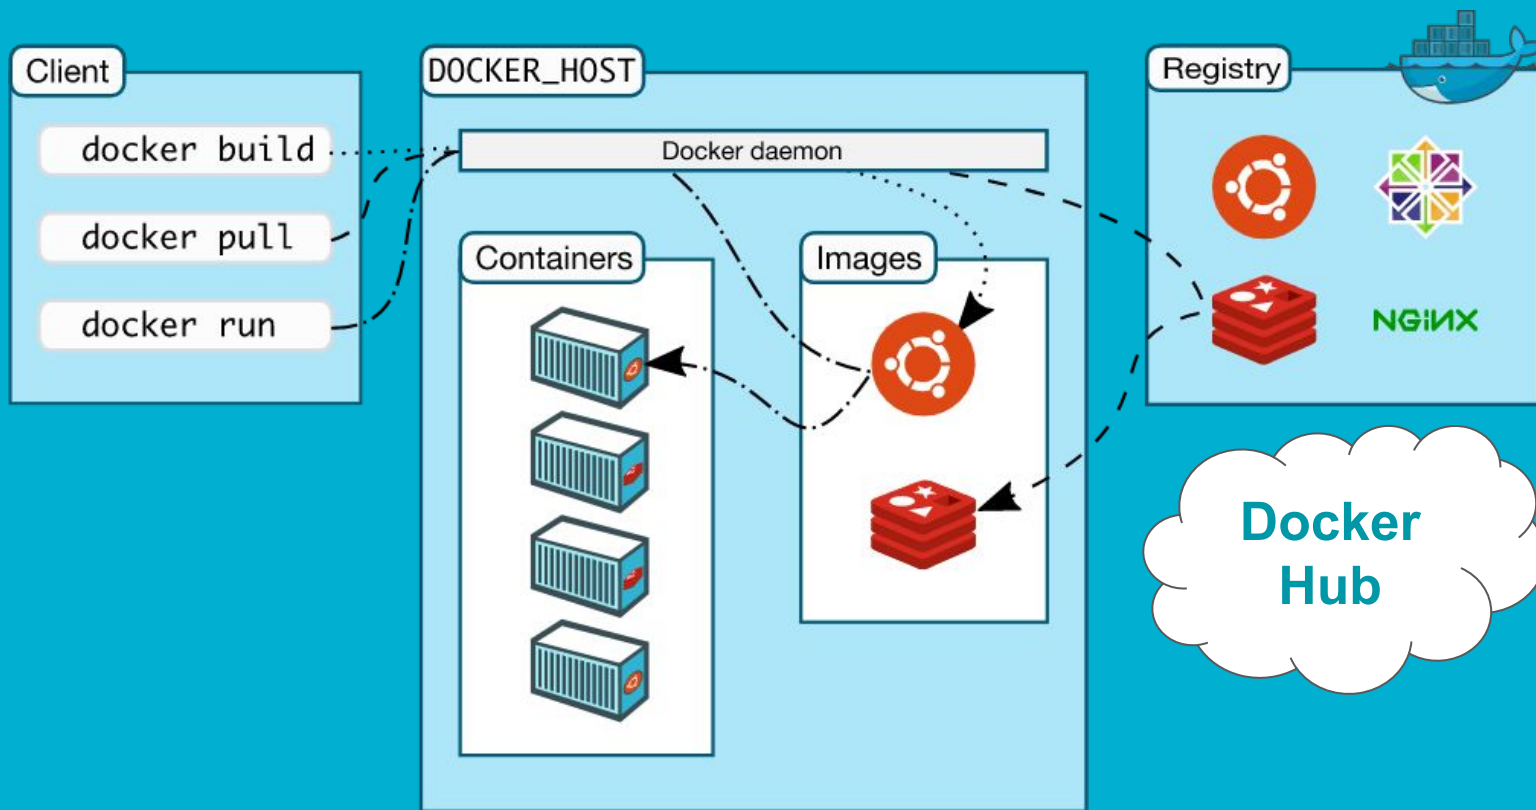 Client
docker build
docker pull
docker run
DOCKER_HOST
Docker daemon
Containers
Images
Registry
NGiNX
Docker
Hub